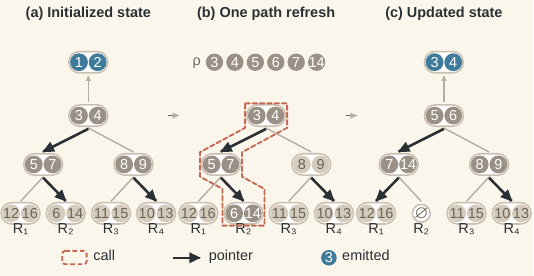 (a) Initialized state (b) One path refresh (c) Updated state
1 2 ρ 3 4 5 6 7 14 3 4
3 4 3 4 5 6
5 7 8 9 5 7 8 9 7 14 8 9
12 16 6 14 11 15 10 13 12 16 6 14 11 15 10 13 12 16 ∅ 11 15 10 13
R₁ R₂ R₃ R₄ R₁ R₂ R₃ R₄ R₁ R₂ R₃ R₄
call pointer 3 emitted